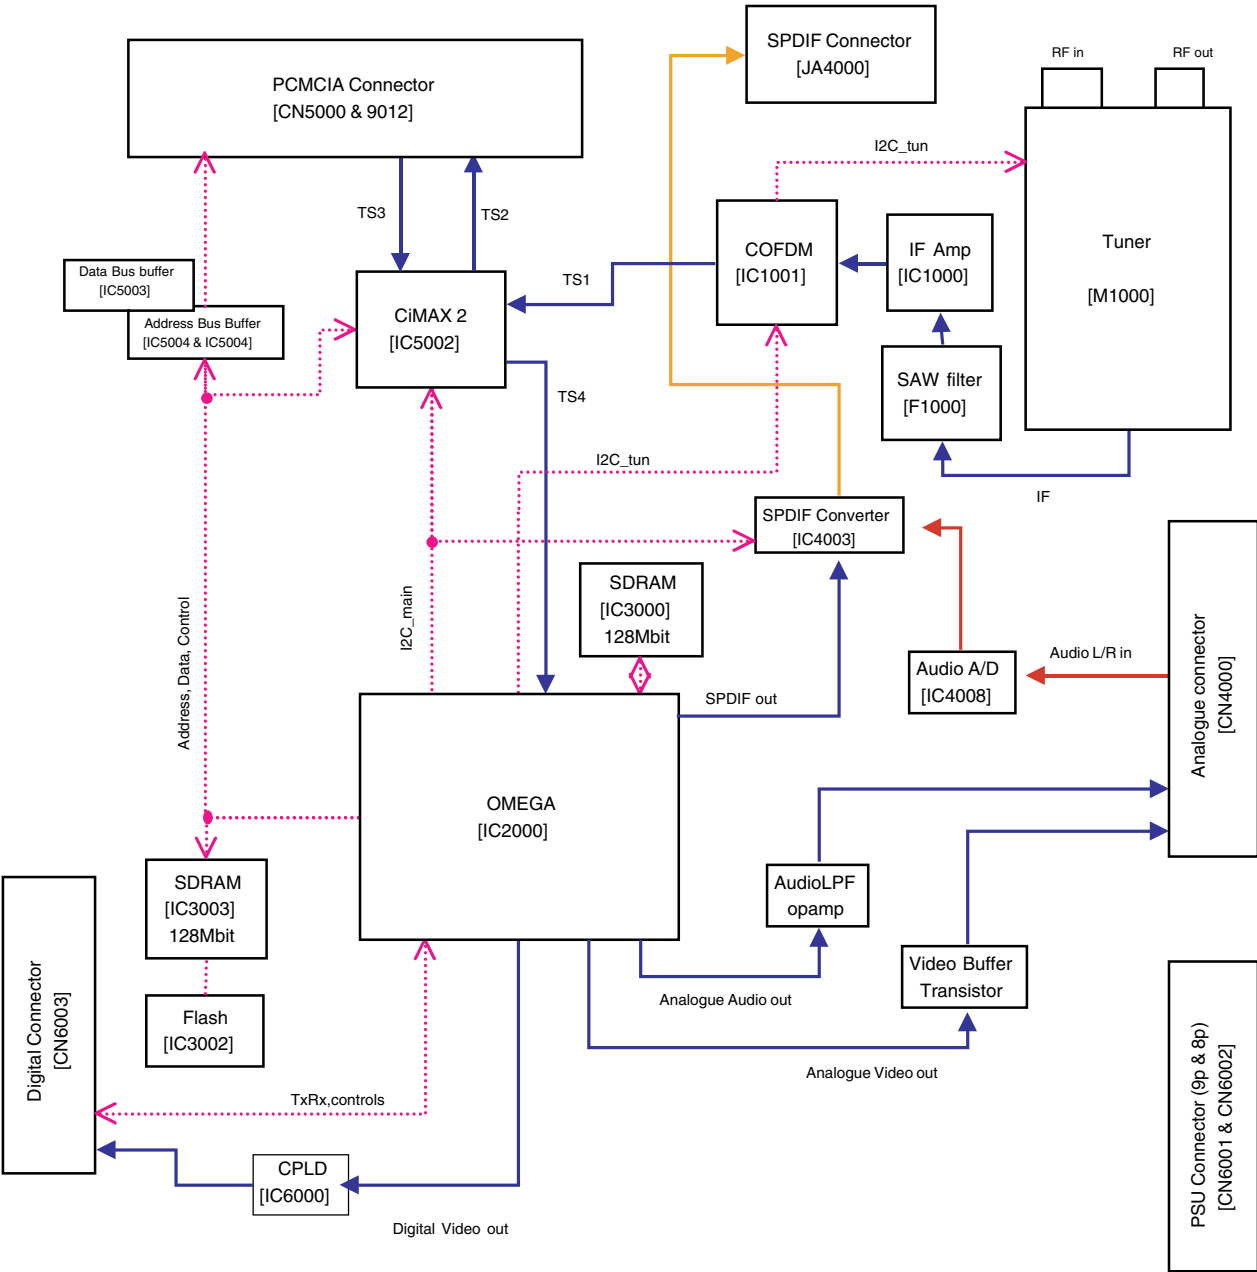 SPDIF Connector
[JA4000]
RF in
RF out
PCMCIA Connector
[CN5000 & 9012]
I2C_tun
TS3
TS2
Tuner
[M1000]
COFDM
[IC1001]
IF Amp
[IC1000]
Data Bus buffer
[IC5003]
TS1
Address Bus Buffer
[IC5004 & IC5004]
CiMAX 2
[IC5002]
SAW filter
[F1000]
TS4
I2C_tun
IF
SPDIF Converter
[IC4003]
SDRAM
[IC3000]
128Mbit
I2C_main
Address, Data, Control
Audio A/D
[IC4008]
Audio L/R in
Analogue connector
[CN4000]
SPDIF out
OMEGA
[IC2000]
SDRAM
[IC3003]
128Mbit
AudioLPF
opamp
Video Buffer
Transistor
Analogue Audio out
Flash
[IC3002]
Digital Connector
[CN6003]
Analogue Video out
TxRx,controls
PSU Connector (9p & 8p)
[CN6001 & CN6002]
CPLD
[IC6000]
Digital Video out